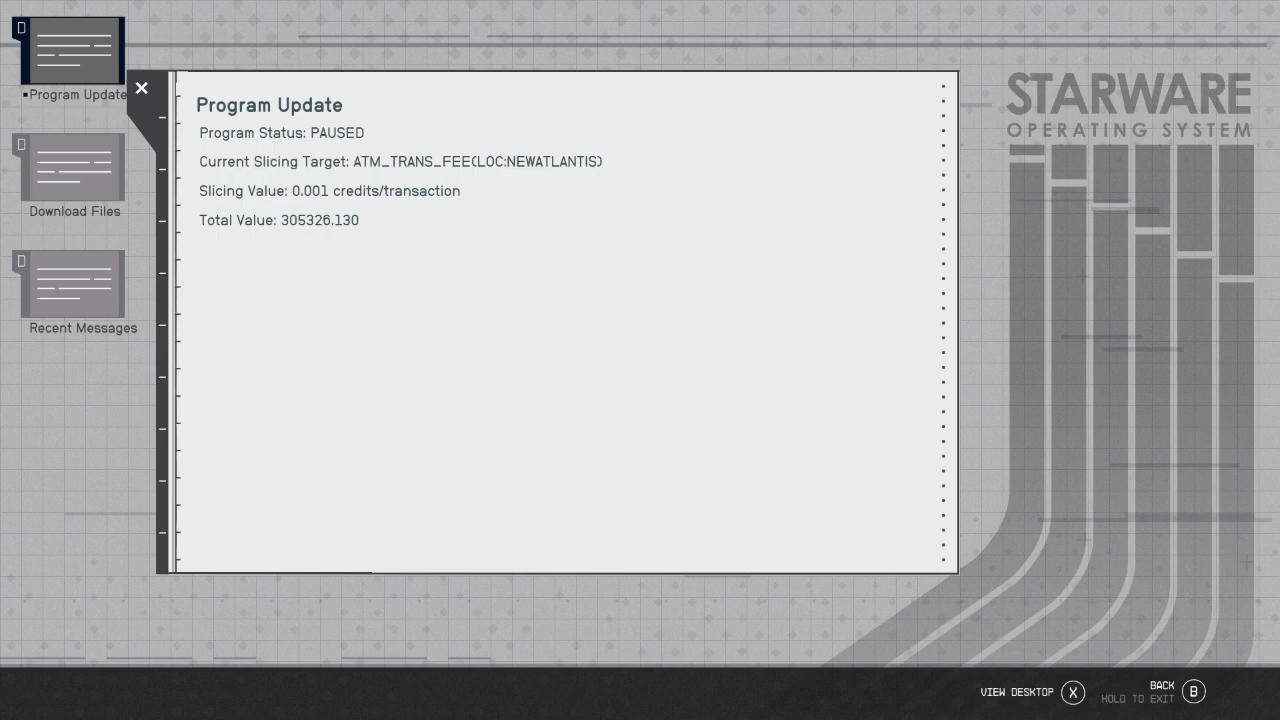 Program Update
Download Files
Recent Messages
Program Update
Program Status: PAUSED
Current Slicing Target: ATM_TRANS_FEE(LOC:NEWATLANTIS)
Slicing Value: 0.001 credits/transaction
Total Value: 305326.130
STARWARE
OPERATING SYSTEM
VIEW DESKTOP X
BACK
HOLD TO EXIT B